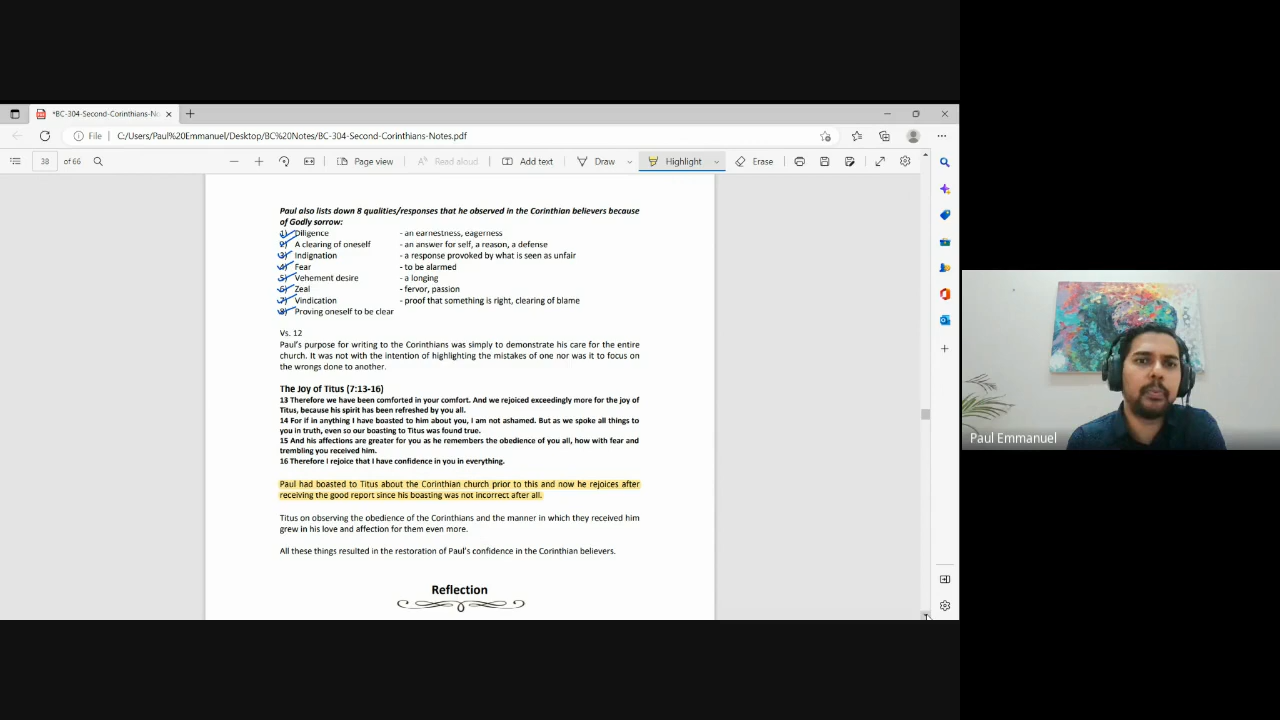 *BC-304-Second-Corinthians-No
File
C:/Users/Paul%20Emmanuel/Desktop/BC%20Notes/BC-304-Second-Corinthians-Notes.pdf
38 of 66
Page view
Read aloud
Add text
Draw
Highlight
Erase
Paul also lists down 8 qualities/responses that he observed in the Corinthian believers because
of Godly sorrow:
1) Diligence - an earnestness, eagerness
2) A clearing of oneself - an answer for self, a reason, a defense
3) Indignation - a response provoked by what is seen as unfair
4) Fear - to be alarmed
5) Vehement desire - a longing
6) Zeal - fervor, passion
7) Vindication - proof that something is right, clearing of blame
8) Proving oneself to be clear
Vs. 12
Paul's purpose for writing to the Corinthians was simply to demonstrate his care for the entire
church. It was not with the intention of highlighting the mistakes of one nor was it to focus on
the wrongs done to another.
The Joy of Titus (7:13-16)
13 Therefore we have been comforted in your comfort. And we rejoiced exceedingly more for the joy of
Titus, because his spirit has been refreshed by you all.
14 For if in anything I have boasted to him about you, I am not ashamed. But as we spoke all things to
you in truth, even so our boasting to Titus was found true.
15 And his affections are greater for you as he remembers the obedience of you all, how with fear and
trembling you received him.
16 Therefore I rejoice that I have confidence in you in everything.
Paul had boasted to Titus about the Corinthian church prior to this and now he rejoices after
receiving the good report since his boasting was not incorrect after all.
Titus on observing the obedience of the Corinthians and the manner in which they received him
grew in his love and affection for them even more.
All these things resulted in the restoration of Paul's confidence in the Corinthian believers.
Reflection
Paul Emmanuel